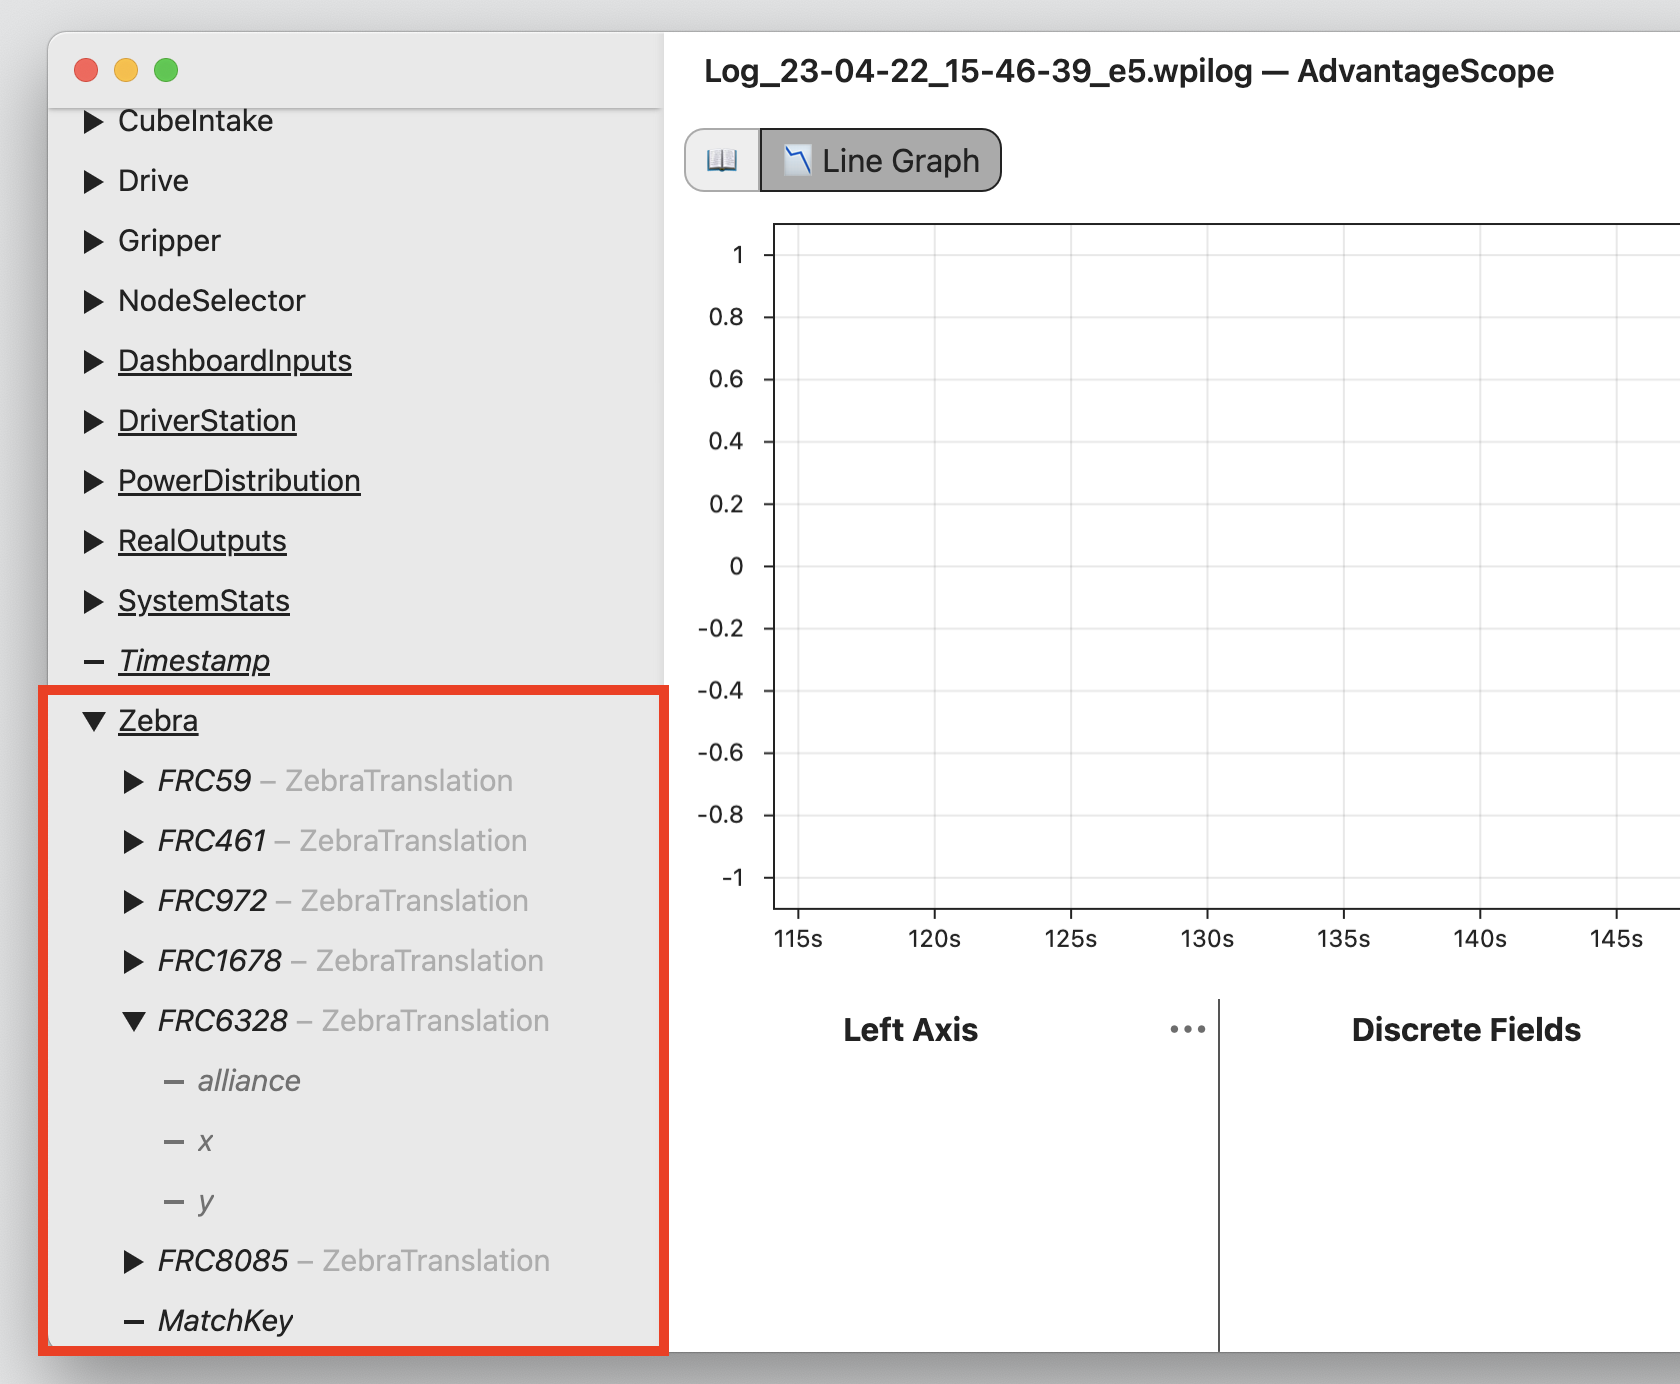 CubeIntake
Drive
Gripper
NodeSelector
DashboardInputs
DriverStation
PowerDistribution
RealOutputs
SystemStats
Timestamp
Zebra
FRC59 – ZebraTranslation
FRC461 – ZebraTranslation
FRC972 – ZebraTranslation
FRC1678 – ZebraTranslation
FRC6328 – ZebraTranslation
alliance
x
y
FRC8085 – ZebraTranslation
MatchKey
Log_23-04-22_15-46-39_e5.wpilog — AdvantageScope
Line Graph
1
0.8
0.6
0.4
0.2
0
-0.2
-0.4
-0.6
-0.8
-1
115s 120s 125s 130s 135s 140s 145s
Left Axis
Discrete Fields